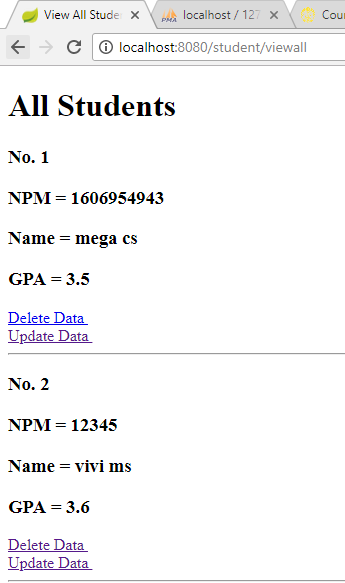 View All Stude
localhost / 127
Cour
localhost:8080/student/viewall
All Students
No. 1
NPM = 1606954943
Name = mega cs
GPA = 3.5
Delete Data
Update Data
No. 2
NPM = 12345
Name = vivi ms
GPA = 3.6
Delete Data
Update Data